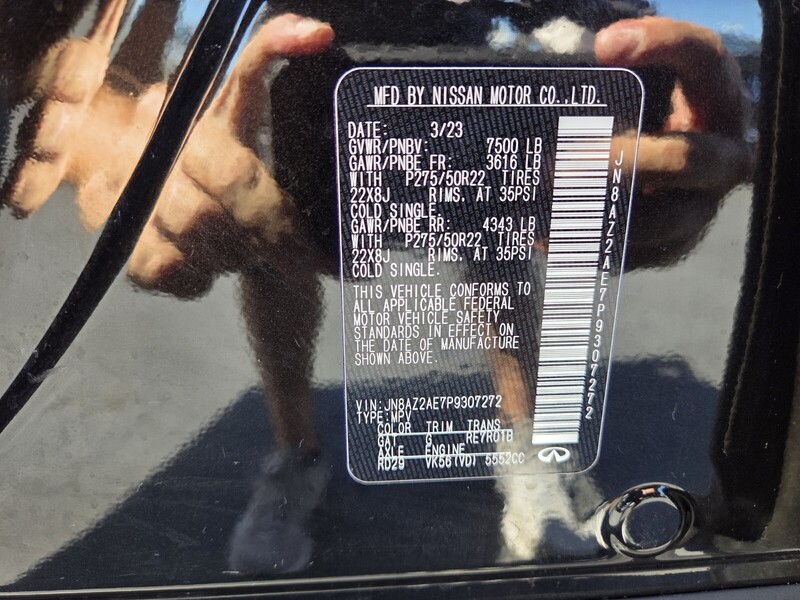 MFD BY NISSAN MOTOR CO.,LTD.
DATE: 3/23
GVWR/PNBV: 7500 LB
GAWR/PNBE FR: 3616 LB
WITH P275/50R22 TIRES
22X8J RIMS. AT 35PSI
COLD SINGLE.
GAWR/PNBE RR: 4343 LB
WITH P275/50R22 TIRES
22X8J RIMS. AT 35PSI
COLD SINGLE.
THIS VEHICLE CONFORMS TO
ALL APPLICABLE FEDERAL
MOTOR VEHICLE SAFETY
STANDARDS IN EFFECT ON
THE DATE OF MANUFACTURE
SHOWN ABOVE.
VIN:JN8AZ2AE7P9307272
TYPE:MPV
COLOR TRIM TRANS
GAT G RE7R01B
AXLE ENGINE
RD29 VK56(VD) 5552CC
JN8AZ2AE7P9307272